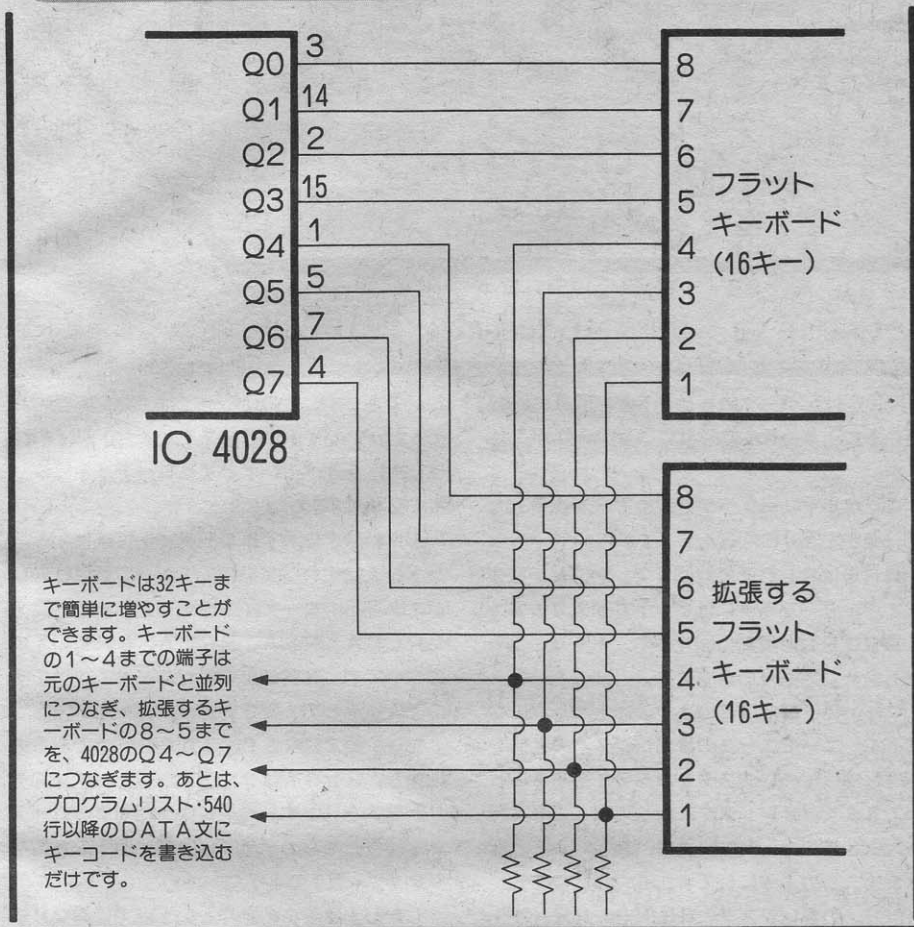 Q0 3
Q1 14
Q2 2
Q3 15
Q4 1
Q5 5
Q6 7
Q7 4
IC 4028
8
7
6
5
4
3
2
1
フラット
キーボード
(16キー)
8
7
6
5
4
3
2
1
拡張する
フラット
キーボード
(16キー)
キーボードは32キーま
で簡単に増やすことが
できます。キーボード
の1～4までの端子は
元のキーボードと並列
につなぎ、拡張するキ
ーボードの8～5まで
を、4028のQ4～Q7
につなぎます。あとは、
プログラムリスト・540
行以降のDATA文に
キーコードを書き込む
だけです。